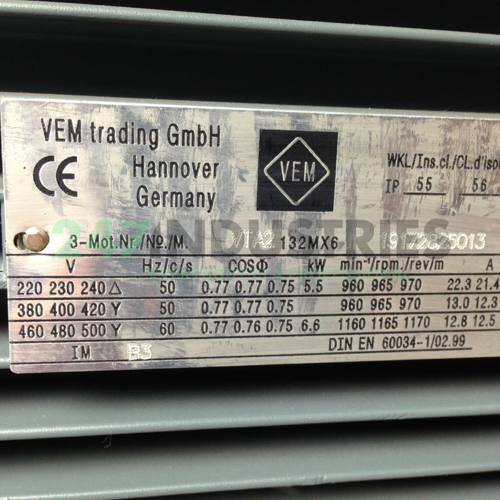 VEM trading GmbH
Hannover
Germany
CE
VEM
WKL/Ins.cl./CL.d'iso
IP 55 56
247 INDUSTRIES
3-Mot.Nr./No./M. 132MX6
V Hz/c/s COSΦ kW min⁻¹/rpm./rev/m A
220 230 240 △ 50 0.77 0.77 0.75 5.5 960 965 970 22.3 21.4
380 400 420 Y 50 0.77 0.77 0.75 960 965 970 13.0 12.3
460 480 500 Y 60 0.77 0.76 0.75 6.6 1160 1165 1170 12.8 12.5
IM B3 DIN EN 60034-1/02.99